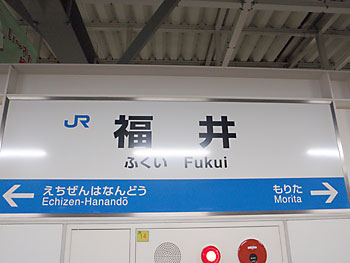 JR 福井
ふくい Fukui
← えちぜんはなんどう もりた →
Echizen-Hanandō Morita
14